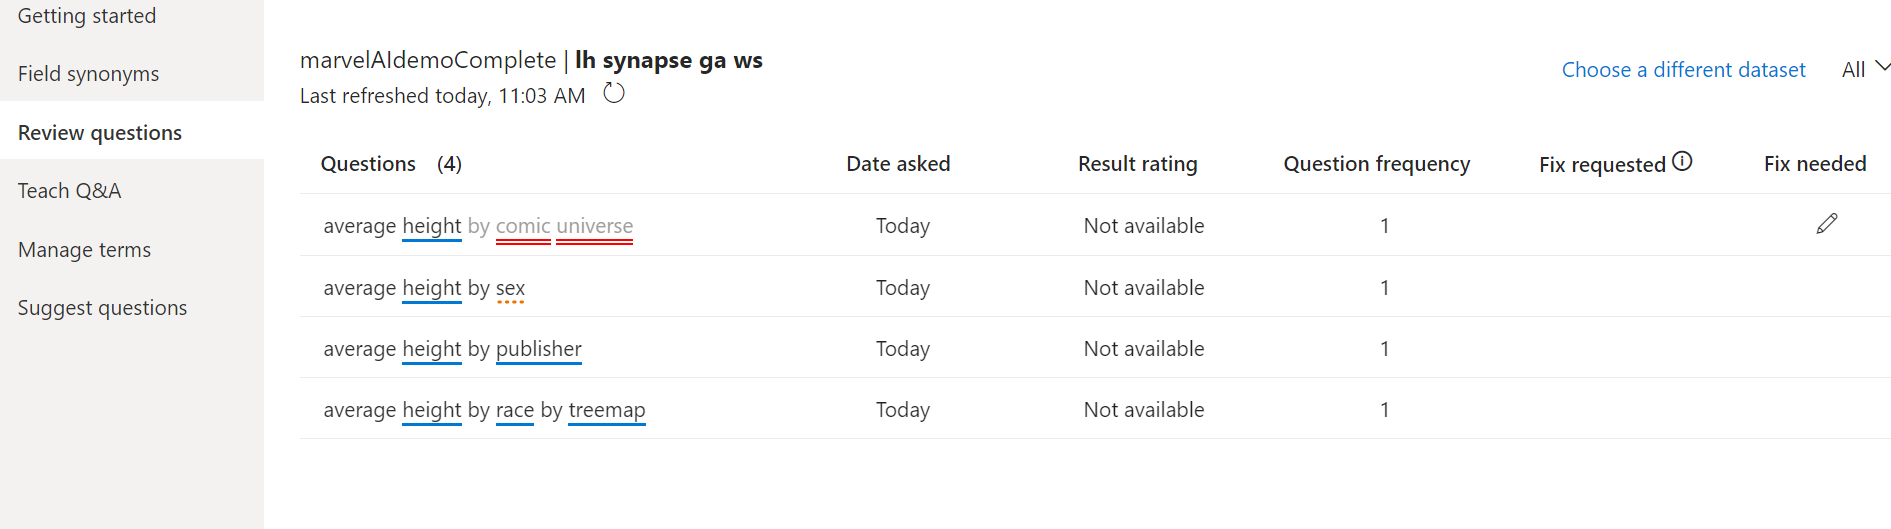 Getting started
Field synonyms
Review questions
Teach Q&A
Manage terms
Suggest questions
marvelAIdemoComplete | lh synapse ga ws
Last refreshed today, 11:03 AM
Choose a different dataset All
Questions (4) Date asked Result rating Question frequency Fix requested Fix needed
average height by comic universe Today Not available 1
average height by sex Today Not available 1
average height by publisher Today Not available 1
average height by race by treemap Today Not available 1